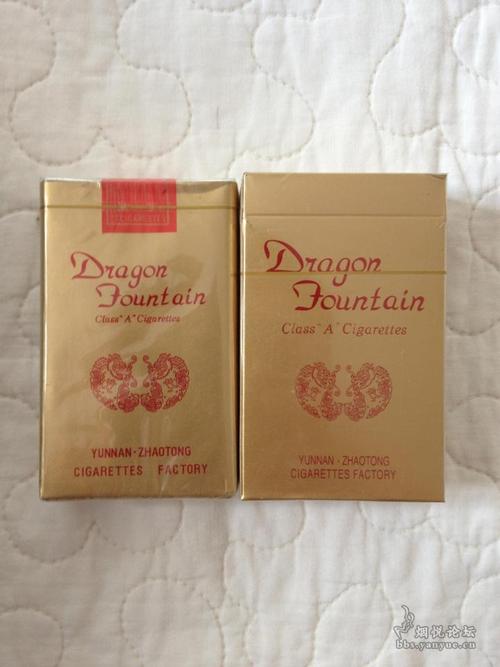 CIGARETTES
Dragon
Fountain
Class "A" Cigarettes
YUNNAN · ZHAOTONG
CIGARETTES FACTORY
Dragon
Fountain
Class "A" Cigarettes
YUNNAN · ZHAOTONG
CIGARETTES FACTORY
烟悦论坛
bbs.yanyue.cn